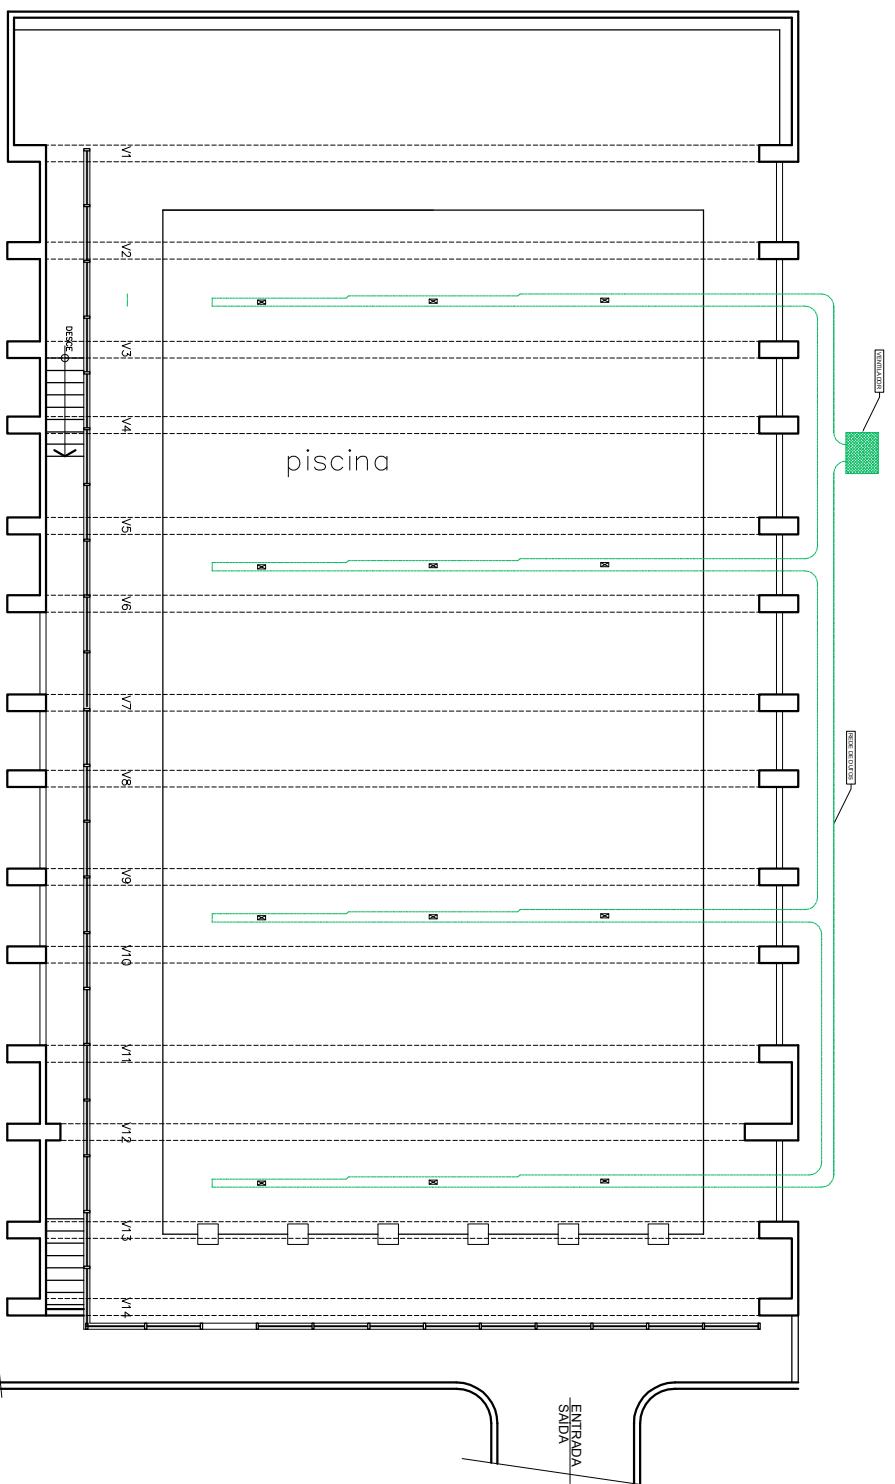 V1
V2
DESCE
V3
VENTILADOR
V4
piscina
V5
V6
V7
REDE DE DUTOS
V8
V9
V10
V11
V12
V13
V14
ENTRADA
SAÍDA